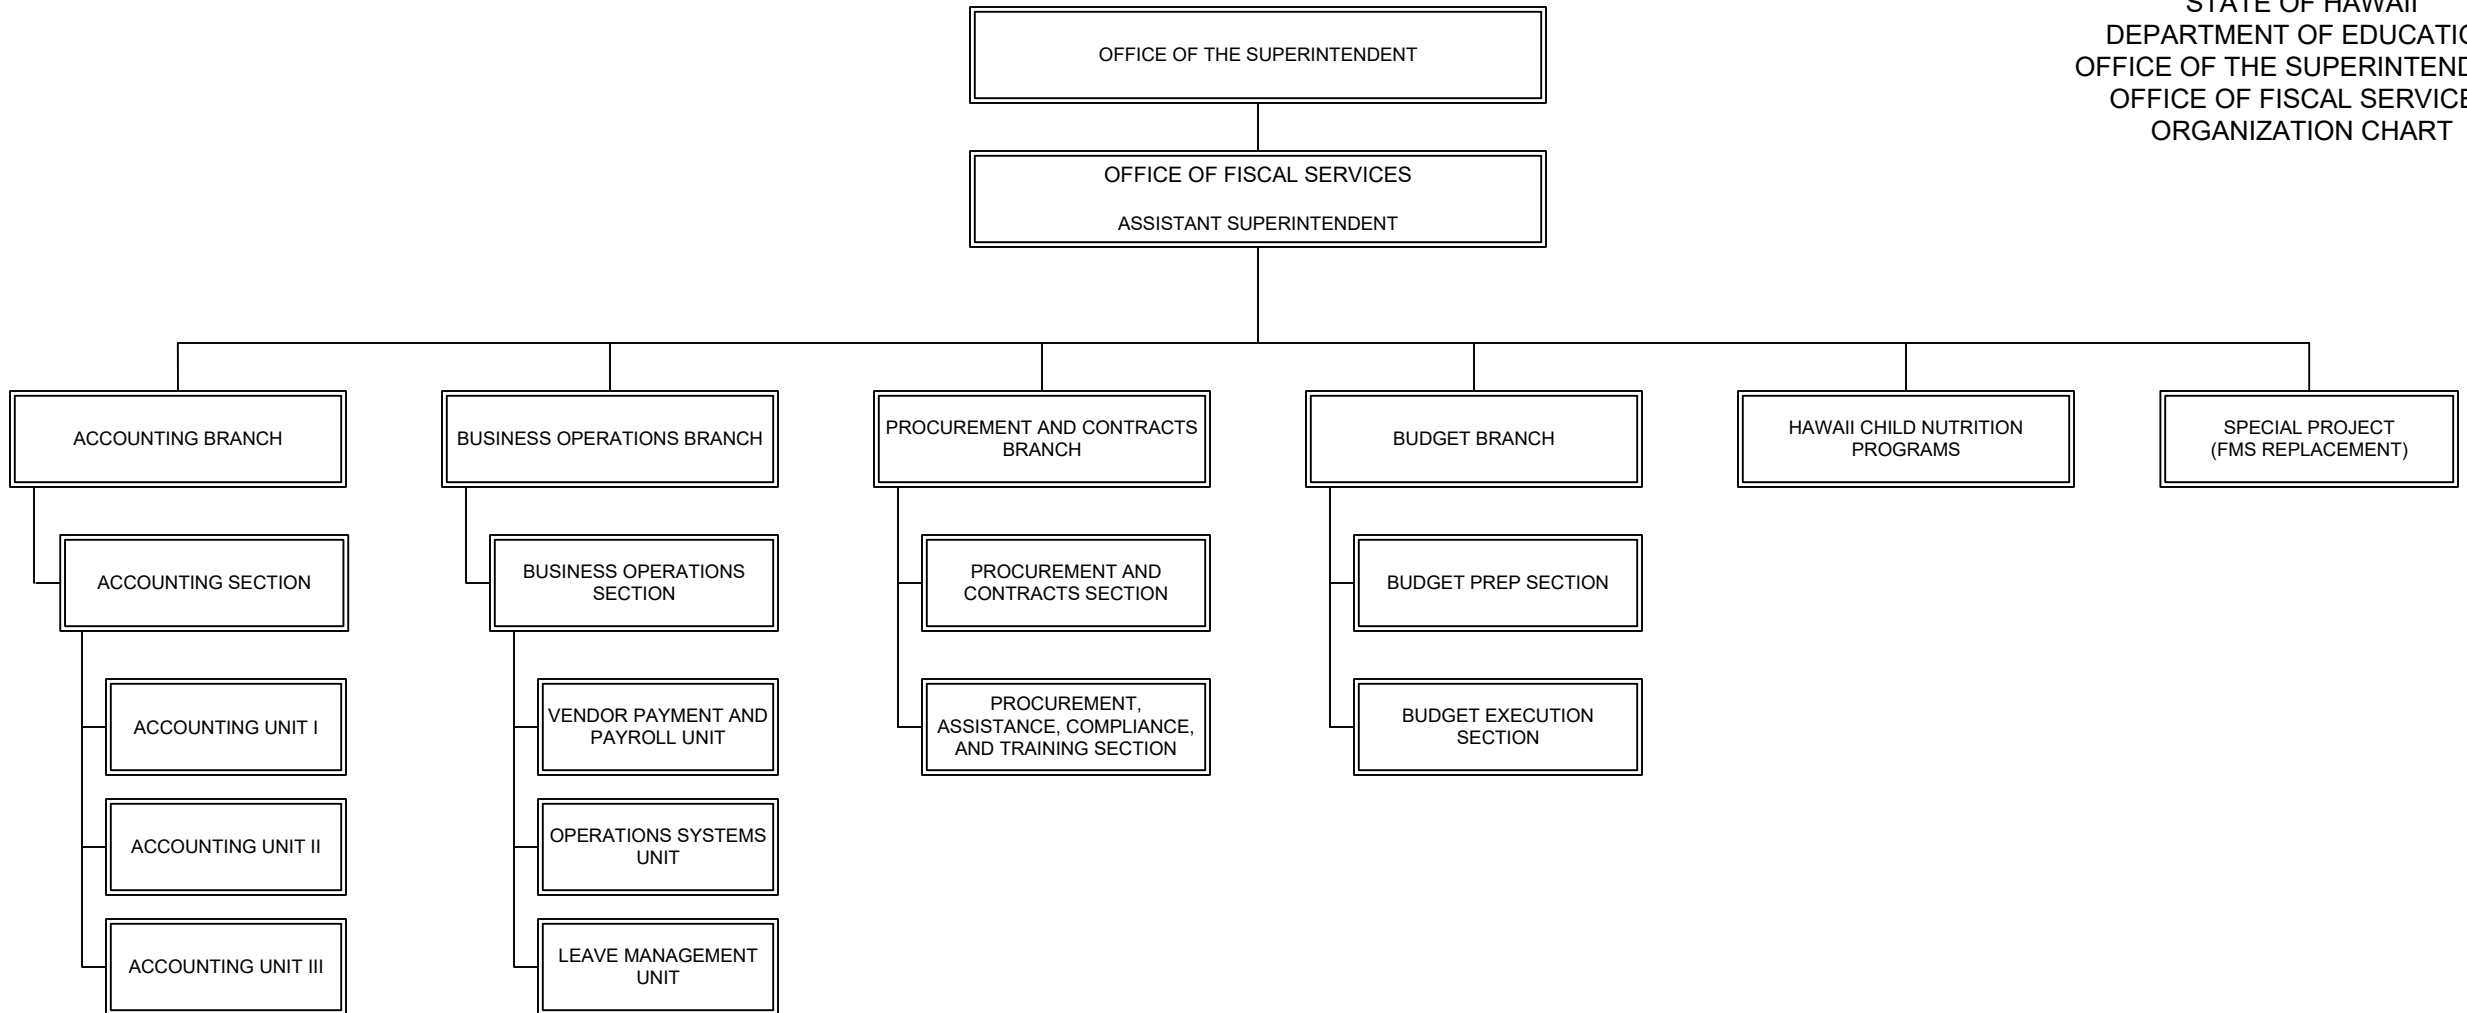 STATE OF HAWAII
DEPARTMENT OF EDUCATIO
OFFICE OF THE SUPERINTEND
OFFICE OF FISCAL SERVICE
ORGANIZATION CHART
OFFICE OF THE SUPERINTENDENT
OFFICE OF FISCAL SERVICES
ASSISTANT SUPERINTENDENT
ACCOUNTING BRANCH
BUSINESS OPERATIONS BRANCH
PROCUREMENT AND CONTRACTS
BRANCH
BUDGET BRANCH
HAWAII CHILD NUTRITION
PROGRAMS
SPECIAL PROJECT
(FMS REPLACEMENT)
ACCOUNTING SECTION
BUSINESS OPERATIONS
SECTION
PROCUREMENT AND
CONTRACTS SECTION
BUDGET PREP SECTION
ACCOUNTING UNIT I
VENDOR PAYMENT AND
PAYROLL UNIT
PROCUREMENT,
ASSISTANCE, COMPLIANCE,
AND TRAINING SECTION
BUDGET EXECUTION
SECTION
ACCOUNTING UNIT II
OPERATIONS SYSTEMS
UNIT
ACCOUNTING UNIT III
LEAVE MANAGEMENT
UNIT